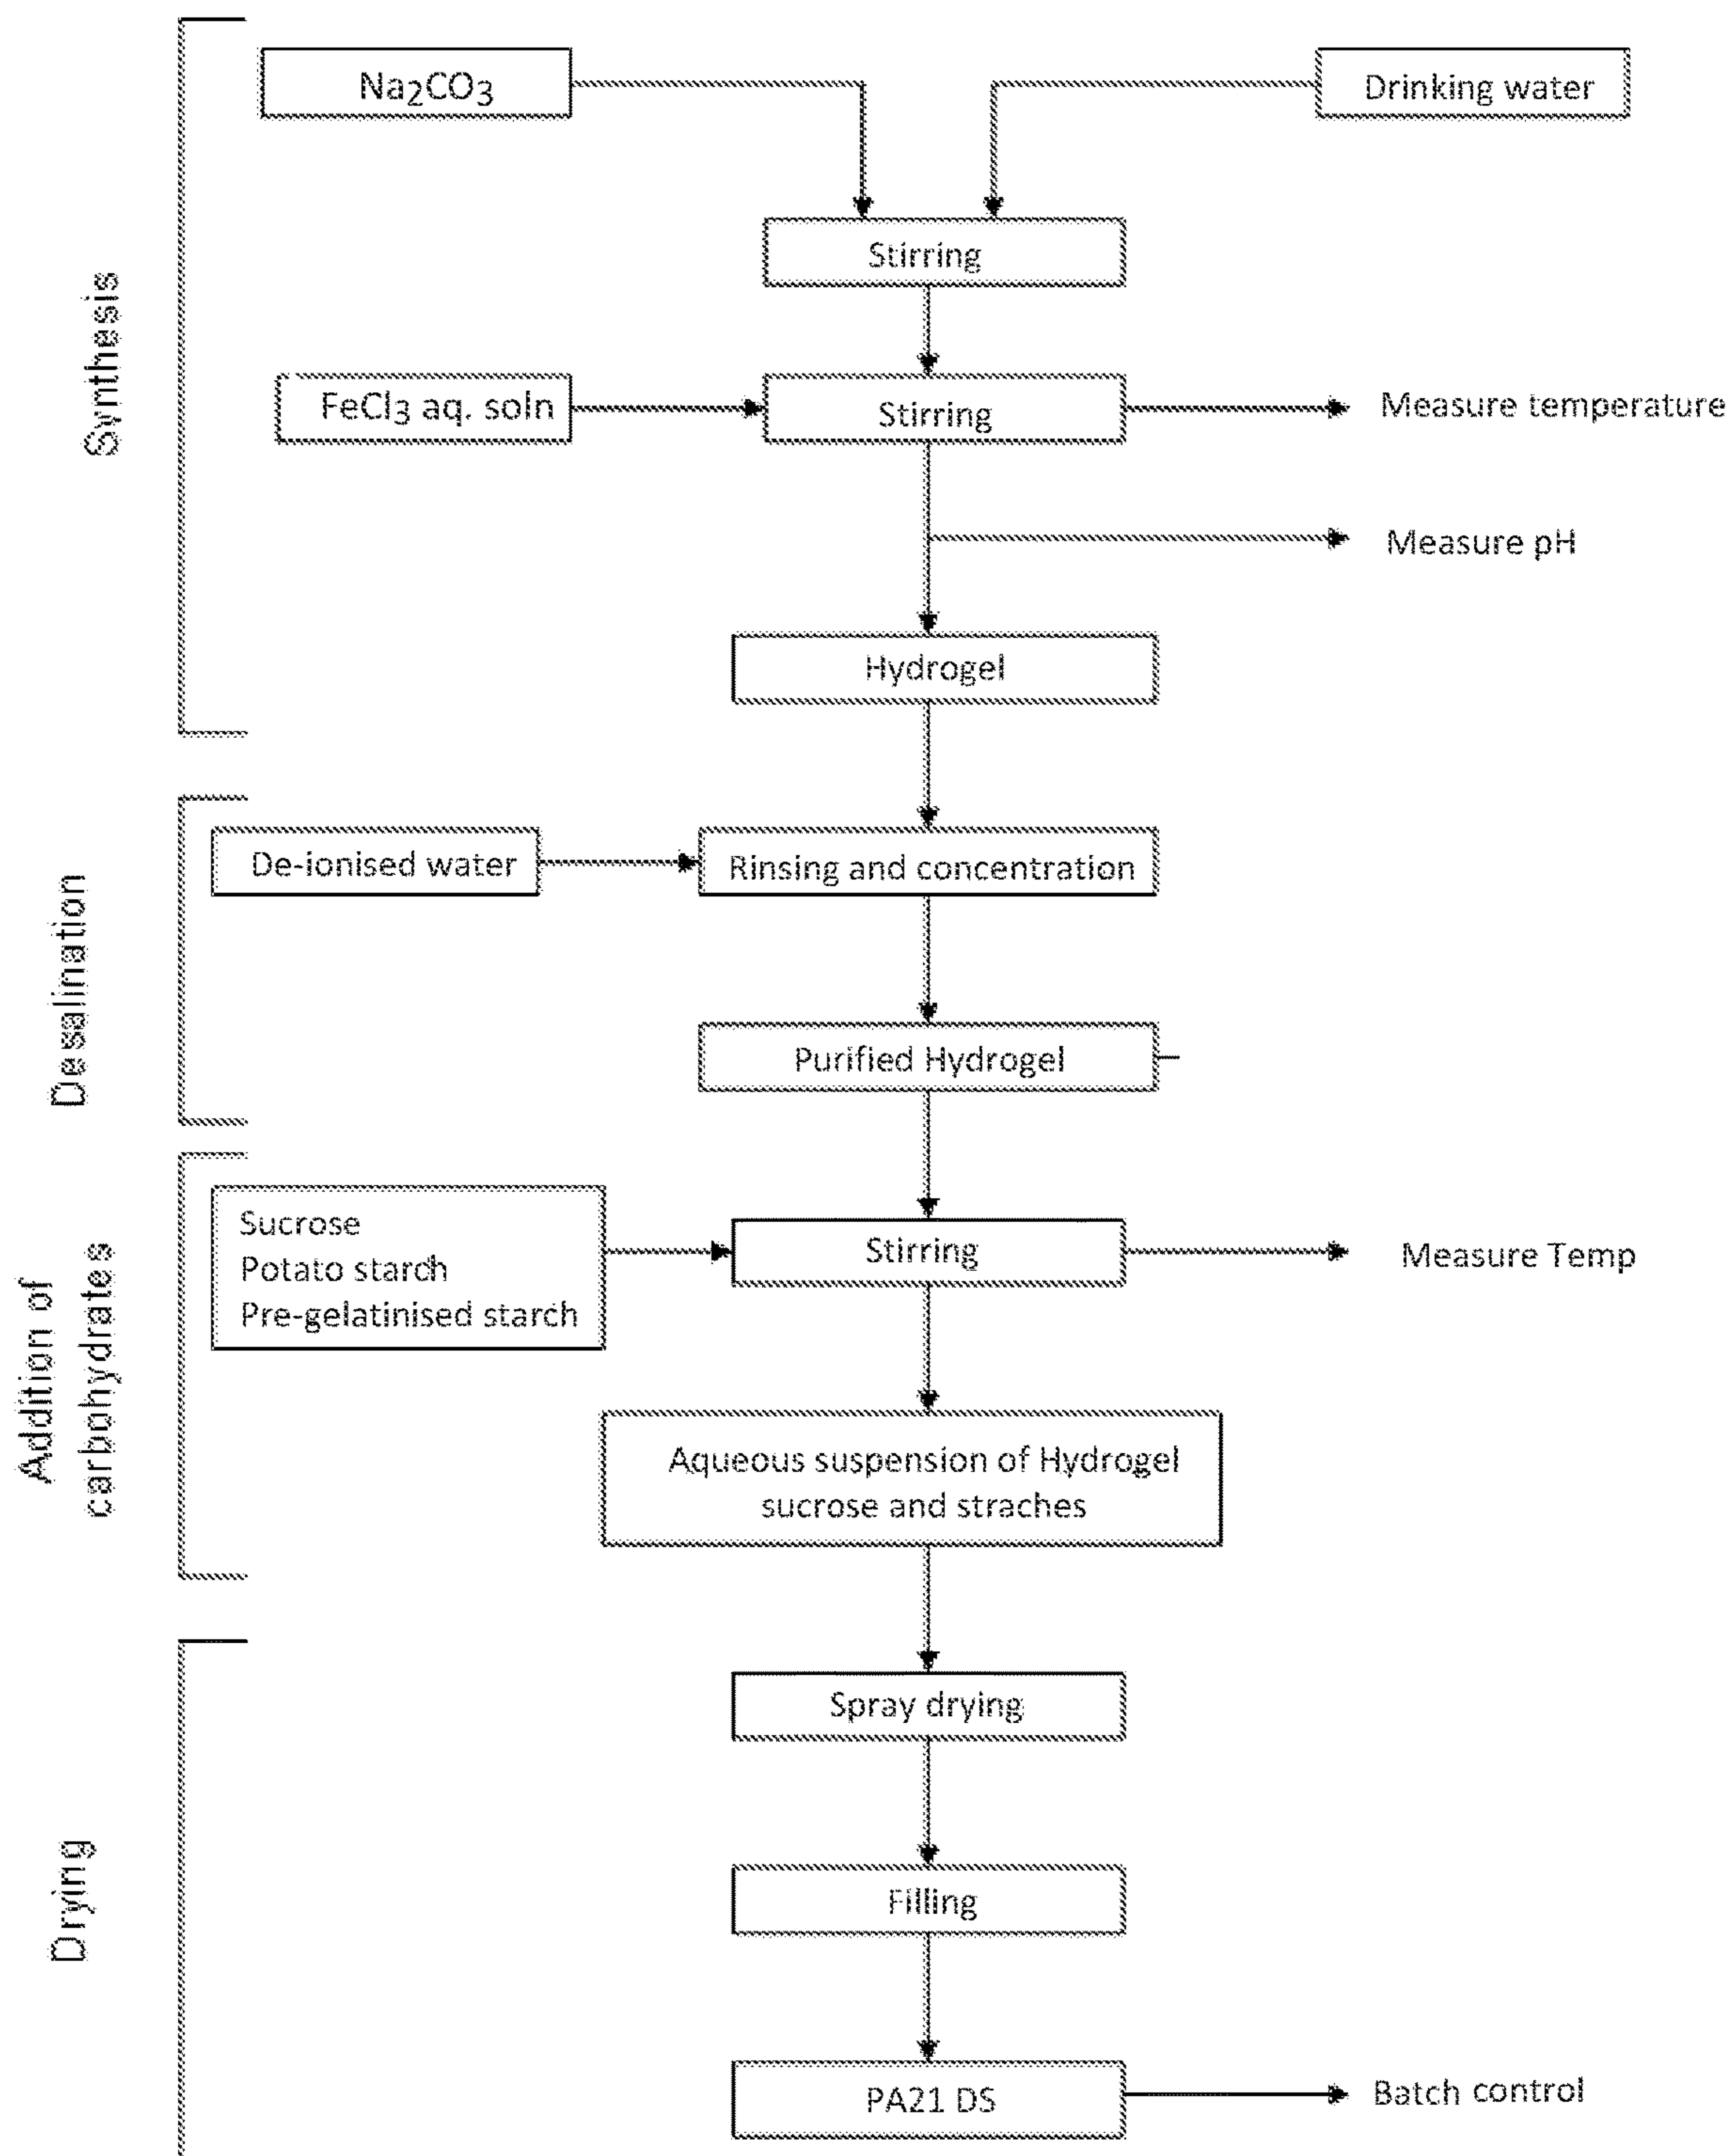 Synthesis
Na2CO3
Drinking water
Stirring
FeCl3 aq. soln
Stirring
Measure temperature
Measure pH
Hydrogel
Desalination
De-ionised water
Rinsing and concentration
Purified Hydrogel
Addition of
carbohydrates
Sucrose
Potato starch
Pre-gelatinised starch
Stirring
Measure Temp
Aqueous suspension of Hydrogel
sucrose and straches
Drying
Spray drying
Filling
PA21 DS
Batch control